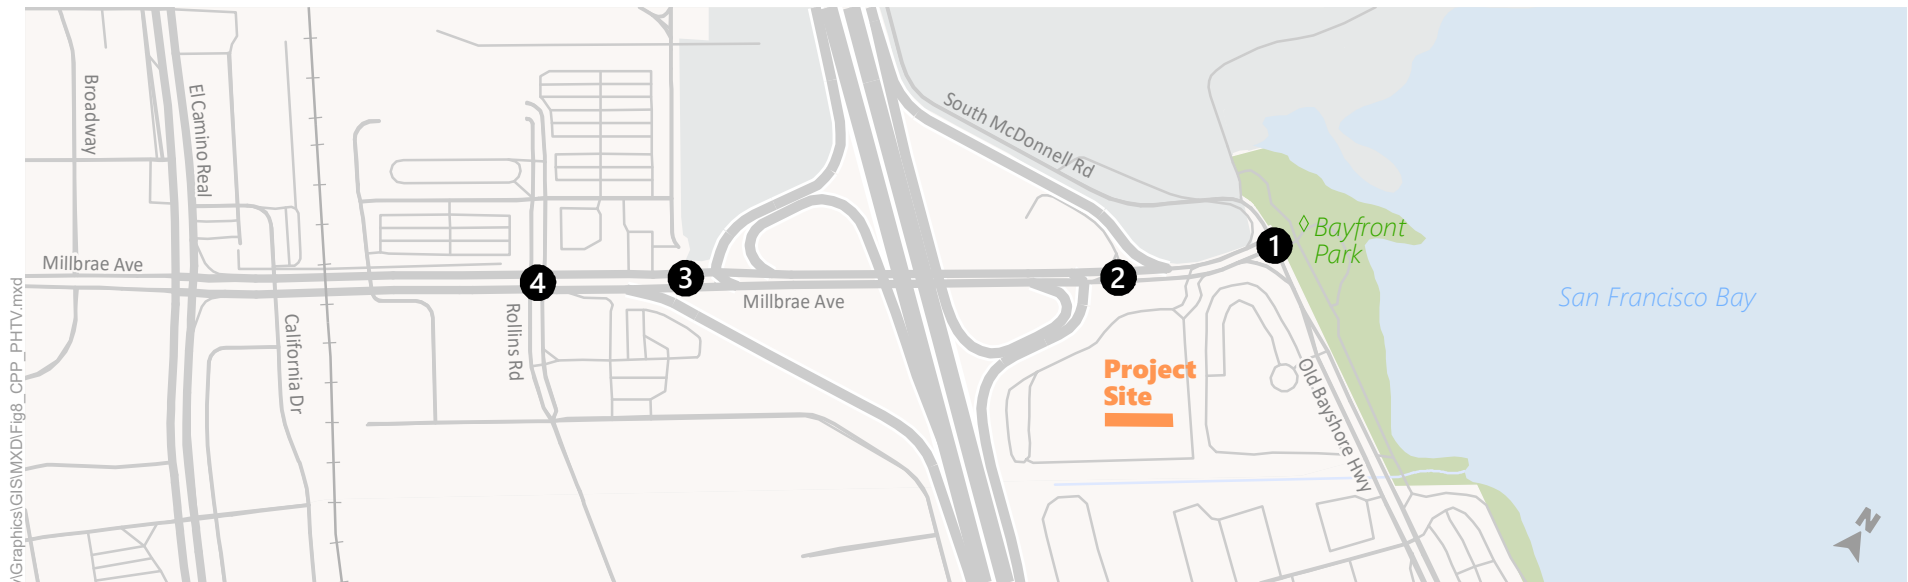 Broadway
El Camino Real
South McDonnell Rd
1
◊ Bayfront
Park
Millbrae Ave
4
3
2
Millbrae Ave
San Francisco Bay
California Dr
Rollins Rd
Project
Site
Old Bayshore Hwy
N
\Graphics\GIS\MXD\Fig8_CPP_PHTV.mxd